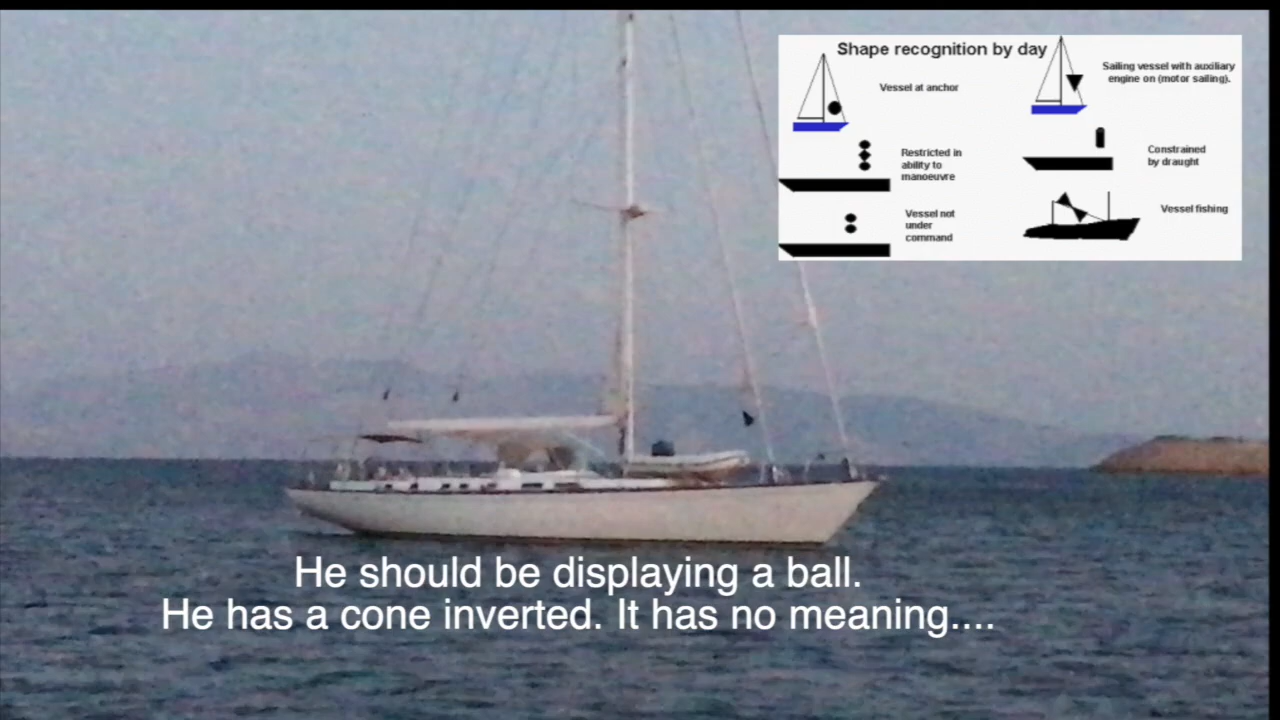 Shape recognition by day
Vessel at anchor
Sailing vessel with auxiliary
engine on (motor sailing).
Restricted in
ability to
manoeuvre
Constrained
by draught
Vessel not
under
command
Vessel fishing
He should be displaying a ball.
He has a cone inverted. It has no meaning....